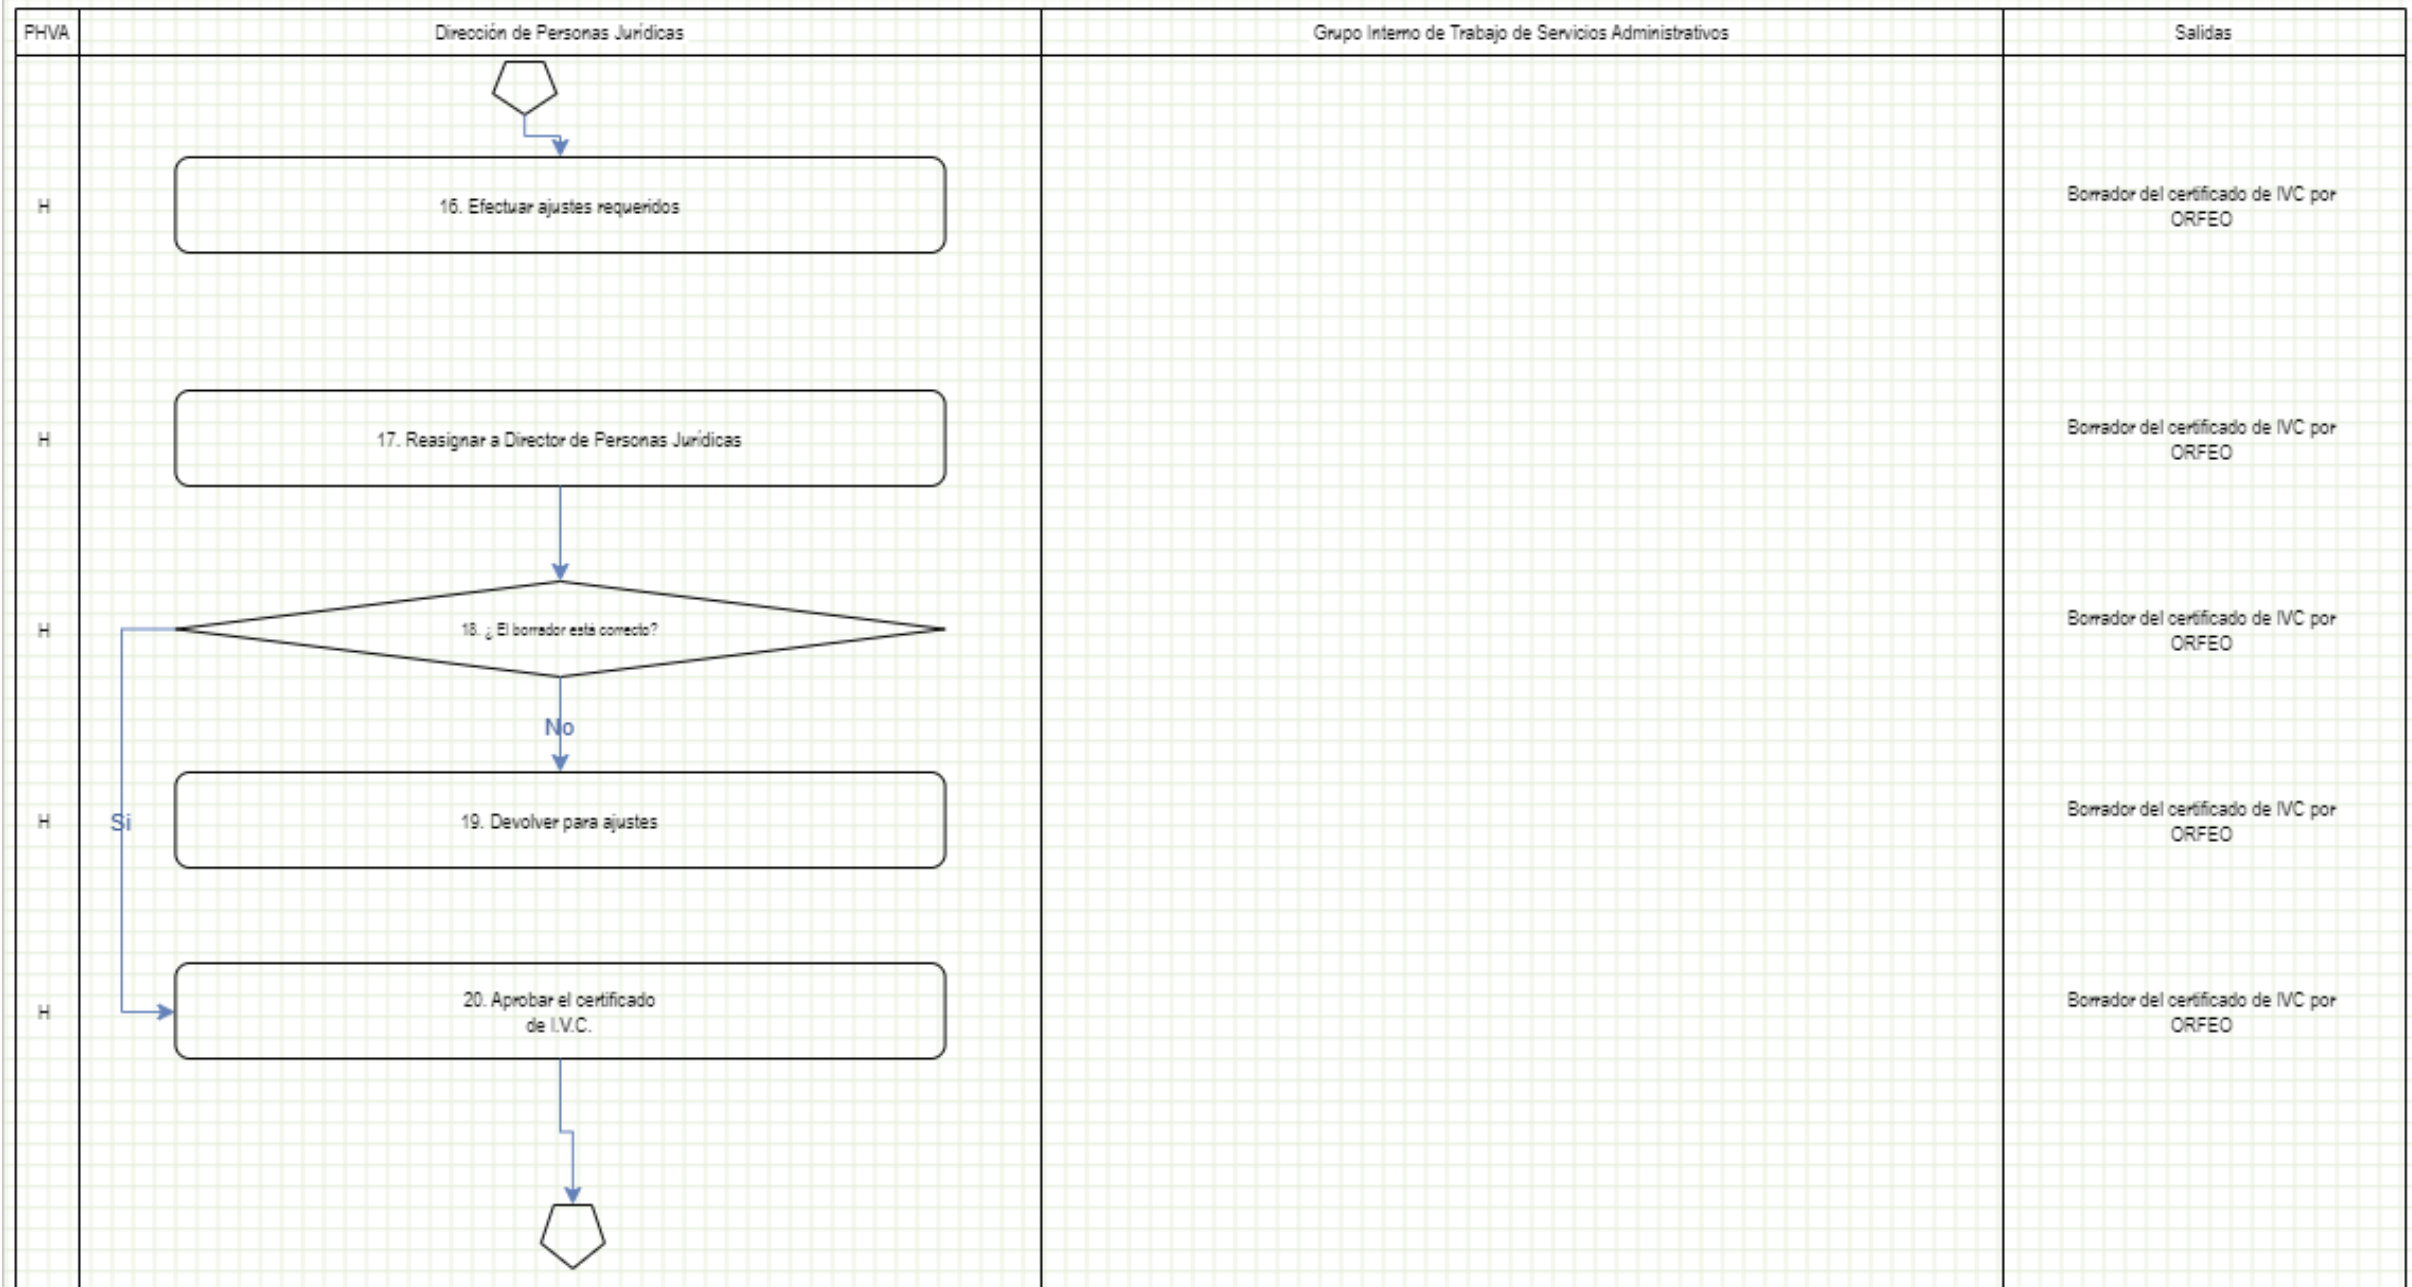 PHVA
Dirección de Personas Jurídicas
Grupo Interno de Trabajo de Servicios Administrativos
Salidas
H
16. Efectuar ajustes requeridos
Borrador del certificado de IVC por
ORFEO
H
17. Reasignar a Director de Personas Jurídicas
Borrador del certificado de IVC por
ORFEO
H
18. ¿ El borrador está correcto?
Borrador del certificado de IVC por
ORFEO
No
H
Si
19. Devolver para ajustes
Borrador del certificado de IVC por
ORFEO
H
20. Aprobar el certificado
de I.V.C.
Borrador del certificado de IVC por
ORFEO